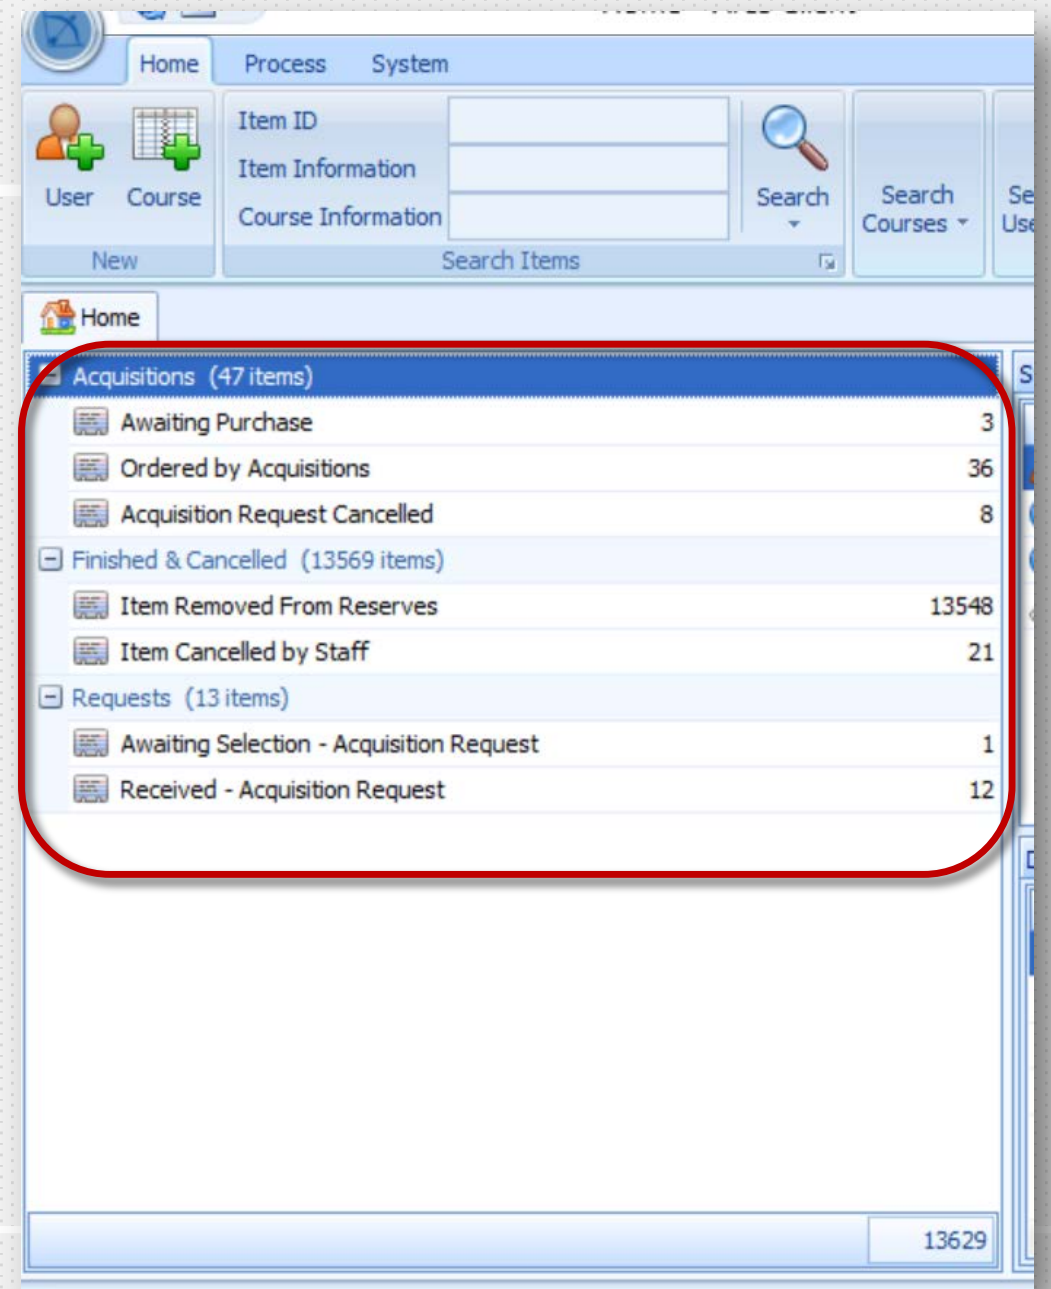 Home Process System
Item ID
Item Information
Course Information
User Course
Search
Search Courses
New
Search Items
Home
Acquisitions (47 items)
Awaiting Purchase 3
Ordered by Acquisitions 36
Acquisition Request Cancelled 8
Finished & Cancelled (13569 items)
Item Removed From Reserves 13548
Item Cancelled by Staff 21
Requests (13 items)
Awaiting Selection - Acquisition Request 1
Received - Acquisition Request 12
13629